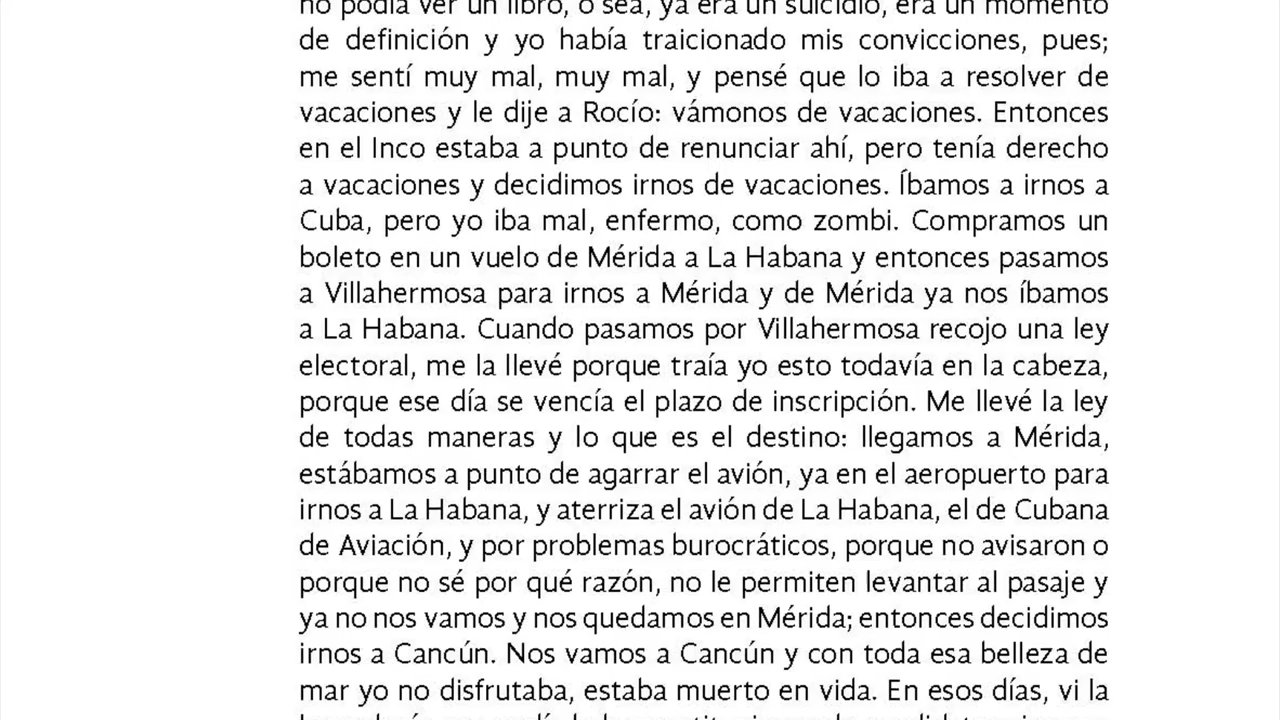 no podía ver un libro, o sea, ya era un suicidio, era un momento
de definición y yo había traicionado mis convicciones, pues;
me sentí muy mal, muy mal, y pensé que lo iba a resolver de
vacaciones y le dije a Rocío: vámonos de vacaciones. Entonces
en el Inco estaba a punto de renunciar ahí, pero tenía derecho
a vacaciones y decidimos irnos de vacaciones. Íbamos a irnos a
Cuba, pero yo iba mal, enfermo, como zombi. Compramos un
boleto en un vuelo de Mérida a La Habana y entonces pasamos
a Villahermosa para irnos a Mérida y de Mérida ya nos íbamos
a La Habana. Cuando pasamos por Villahermosa recojo una ley
electoral, me la llevé porque traía yo esto todavía en la cabeza,
porque ese día se vencía el plazo de inscripción. Me llevé la ley
de todas maneras y lo que es el destino: llegamos a Mérida,
estábamos a punto de agarrar el avión, ya en el aeropuerto para
irnos a La Habana, y aterriza el avión de La Habana, el de Cubana
de Aviación, y por problemas burocráticos, porque no avisaron o
porque no sé por qué razón, no le permiten levantar al pasaje y
ya no nos vamos y nos quedamos en Mérida; entonces decidimos
irnos a Cancún. Nos vamos a Cancún y con toda esa belleza de
mar yo no disfrutaba, estaba muerto en vida. En esos días, vi la